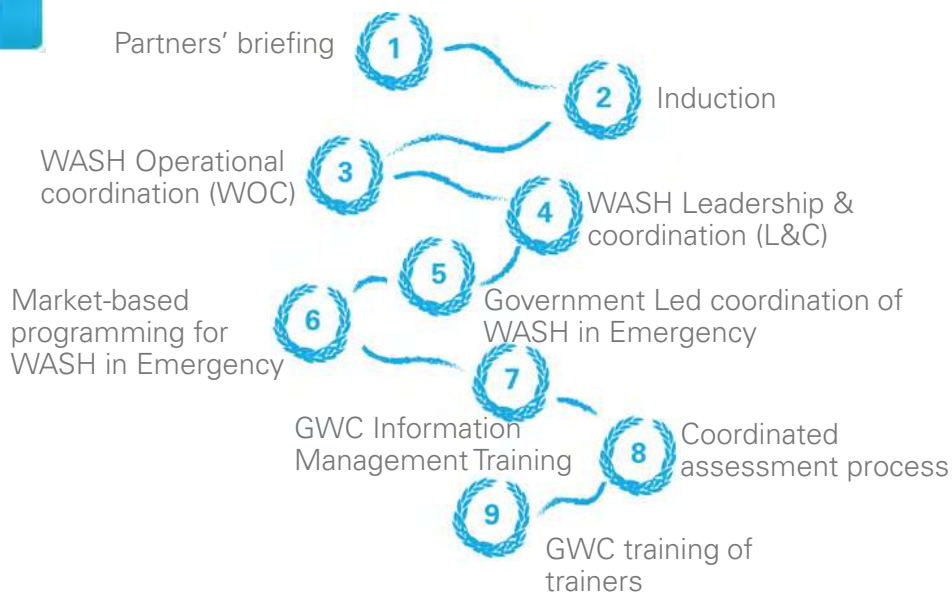 Partners’ briefing
1
2
Induction
WASH Operational
coordination (WOC)
3
4
WASH Leadership &
coordination (L&C)
5
Government Led coordination of
WASH in Emergency
Market-based
programming for
WASH in Emergency
6
7
GWC Information
Management Training
8
Coordinated
assessment process
9
GWC training of
trainers